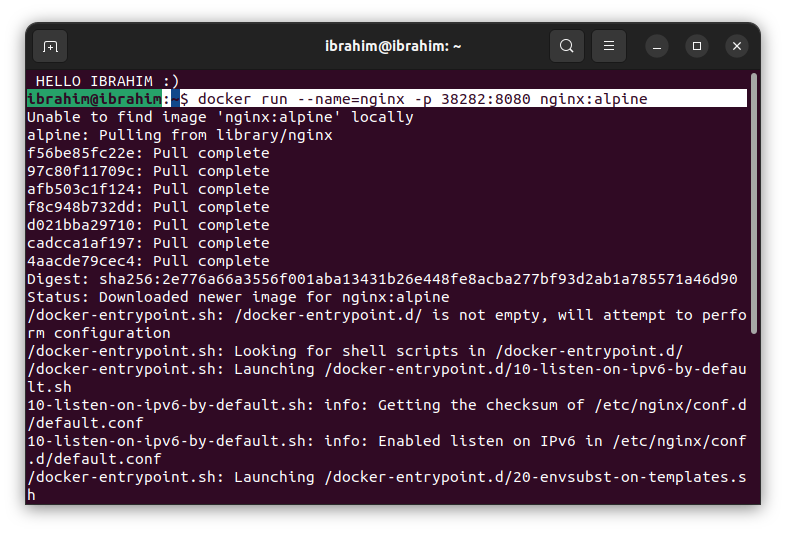 ibrahim@ibrahim: ~
HELLO IBRAHIM :)
ibrahim@ibrahim:~$ docker run --name=nginx -p 38282:8080 nginx:alpine
Unable to find image 'nginx:alpine' locally
alpine: Pulling from library/nginx
f56be85fc22e: Pull complete
97c80f11709c: Pull complete
afb503c1f124: Pull complete
f8c948b732dd: Pull complete
d021bba29710: Pull complete
cadcca1af197: Pull complete
4aacde79cec4: Pull complete
Digest: sha256:2e776a66a3556f001aba13431b26e448fe8acba277bf93d2ab1a785571a46d90
Status: Downloaded newer image for nginx:alpine
/docker-entrypoint.sh: /docker-entrypoint.d/ is not empty, will attempt to perfo
rm configuration
/docker-entrypoint.sh: Looking for shell scripts in /docker-entrypoint.d/
/docker-entrypoint.sh: Launching /docker-entrypoint.d/10-listen-on-ipv6-by-defau
lt.sh
10-listen-on-ipv6-by-default.sh: info: Getting the checksum of /etc/nginx/conf.d
/default.conf
10-listen-on-ipv6-by-default.sh: info: Enabled listen on IPv6 in /etc/nginx/conf
.d/default.conf
/docker-entrypoint.sh: Launching /docker-entrypoint.d/20-envsubst-on-templates.s
h